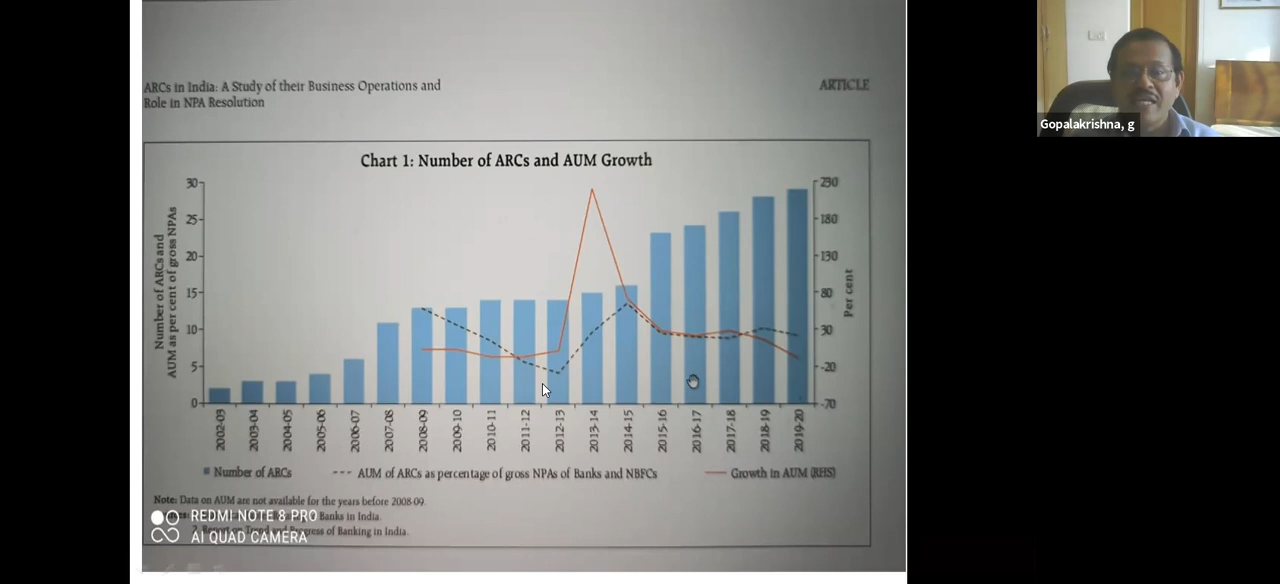 ARCs in India: A Study of their Business Operations and
Role in NPA Resolution
ARTICLE
Gopalakrishna, g
Chart 1: Number of ARCs and AUM Growth
Number of ARCs and
AUM as per cent of gross NPAs
30
25
20
15
10
5
0
230
180
130
80
30
-20
-70
Per cent
2002-03
2003-04
2004-05
2005-06
2006-07
2007-08
2008-09
2009-10
2010-11
2011-12
2012-13
2013-14
2014-15
2015-16
2016-17
2017-18
2018-19
2019-20
Number of ARCs
AUM of ARCs as percentage of gross NPAs of Banks and NBFCs
Growth in AUM (RHS)
Note: Data on AUM are not available for the years before 2008-09.
Banks in India.
2. Report on Trend and Progress of Banking in India.
REDMI NOTE 8 PRO
AI QUAD CAMERA